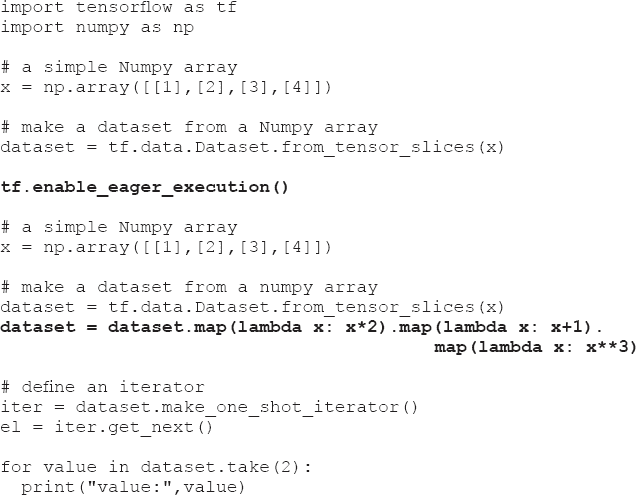 import tensorflow as tf
import numpy as np
# a simple Numpy array
x = np.array([[1],[2],[3],[4]])
# make a dataset from a Numpy array
dataset = tf.data.Dataset.from_tensor_slices(x)
tf.enable_eager_execution()
# a simple Numpy array
x = np.array([[1],[2],[3],[4]])
# make a dataset from a numpy array
dataset = tf.data.Dataset.from_tensor_slices(x)
dataset = dataset.map(lambda x: x*2).map(lambda x: x+1).
map(lambda x: x**3)
# define an iterator
iter = dataset.make_one_shot_iterator()
el = iter.get_next()
for value in dataset.take(2):
  print("value:",value)